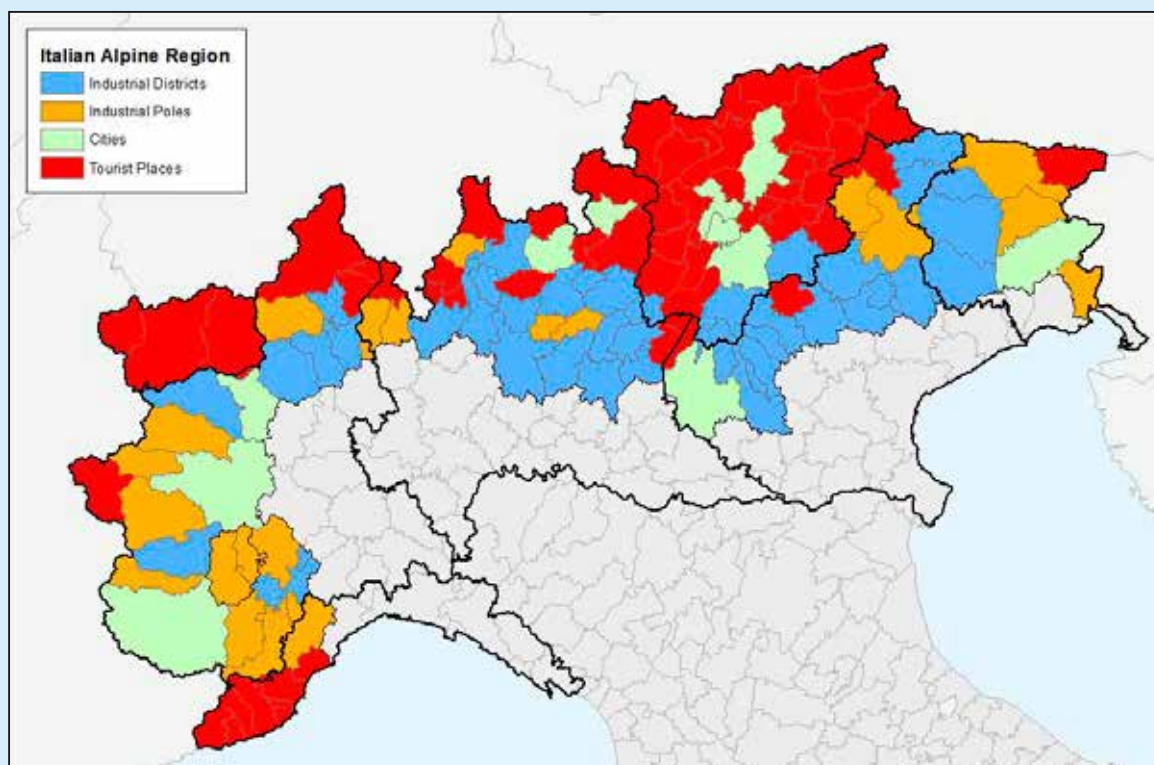 Italian Alpine Region
Industrial Districts
Industrial Poles
Cities
Tourist Places